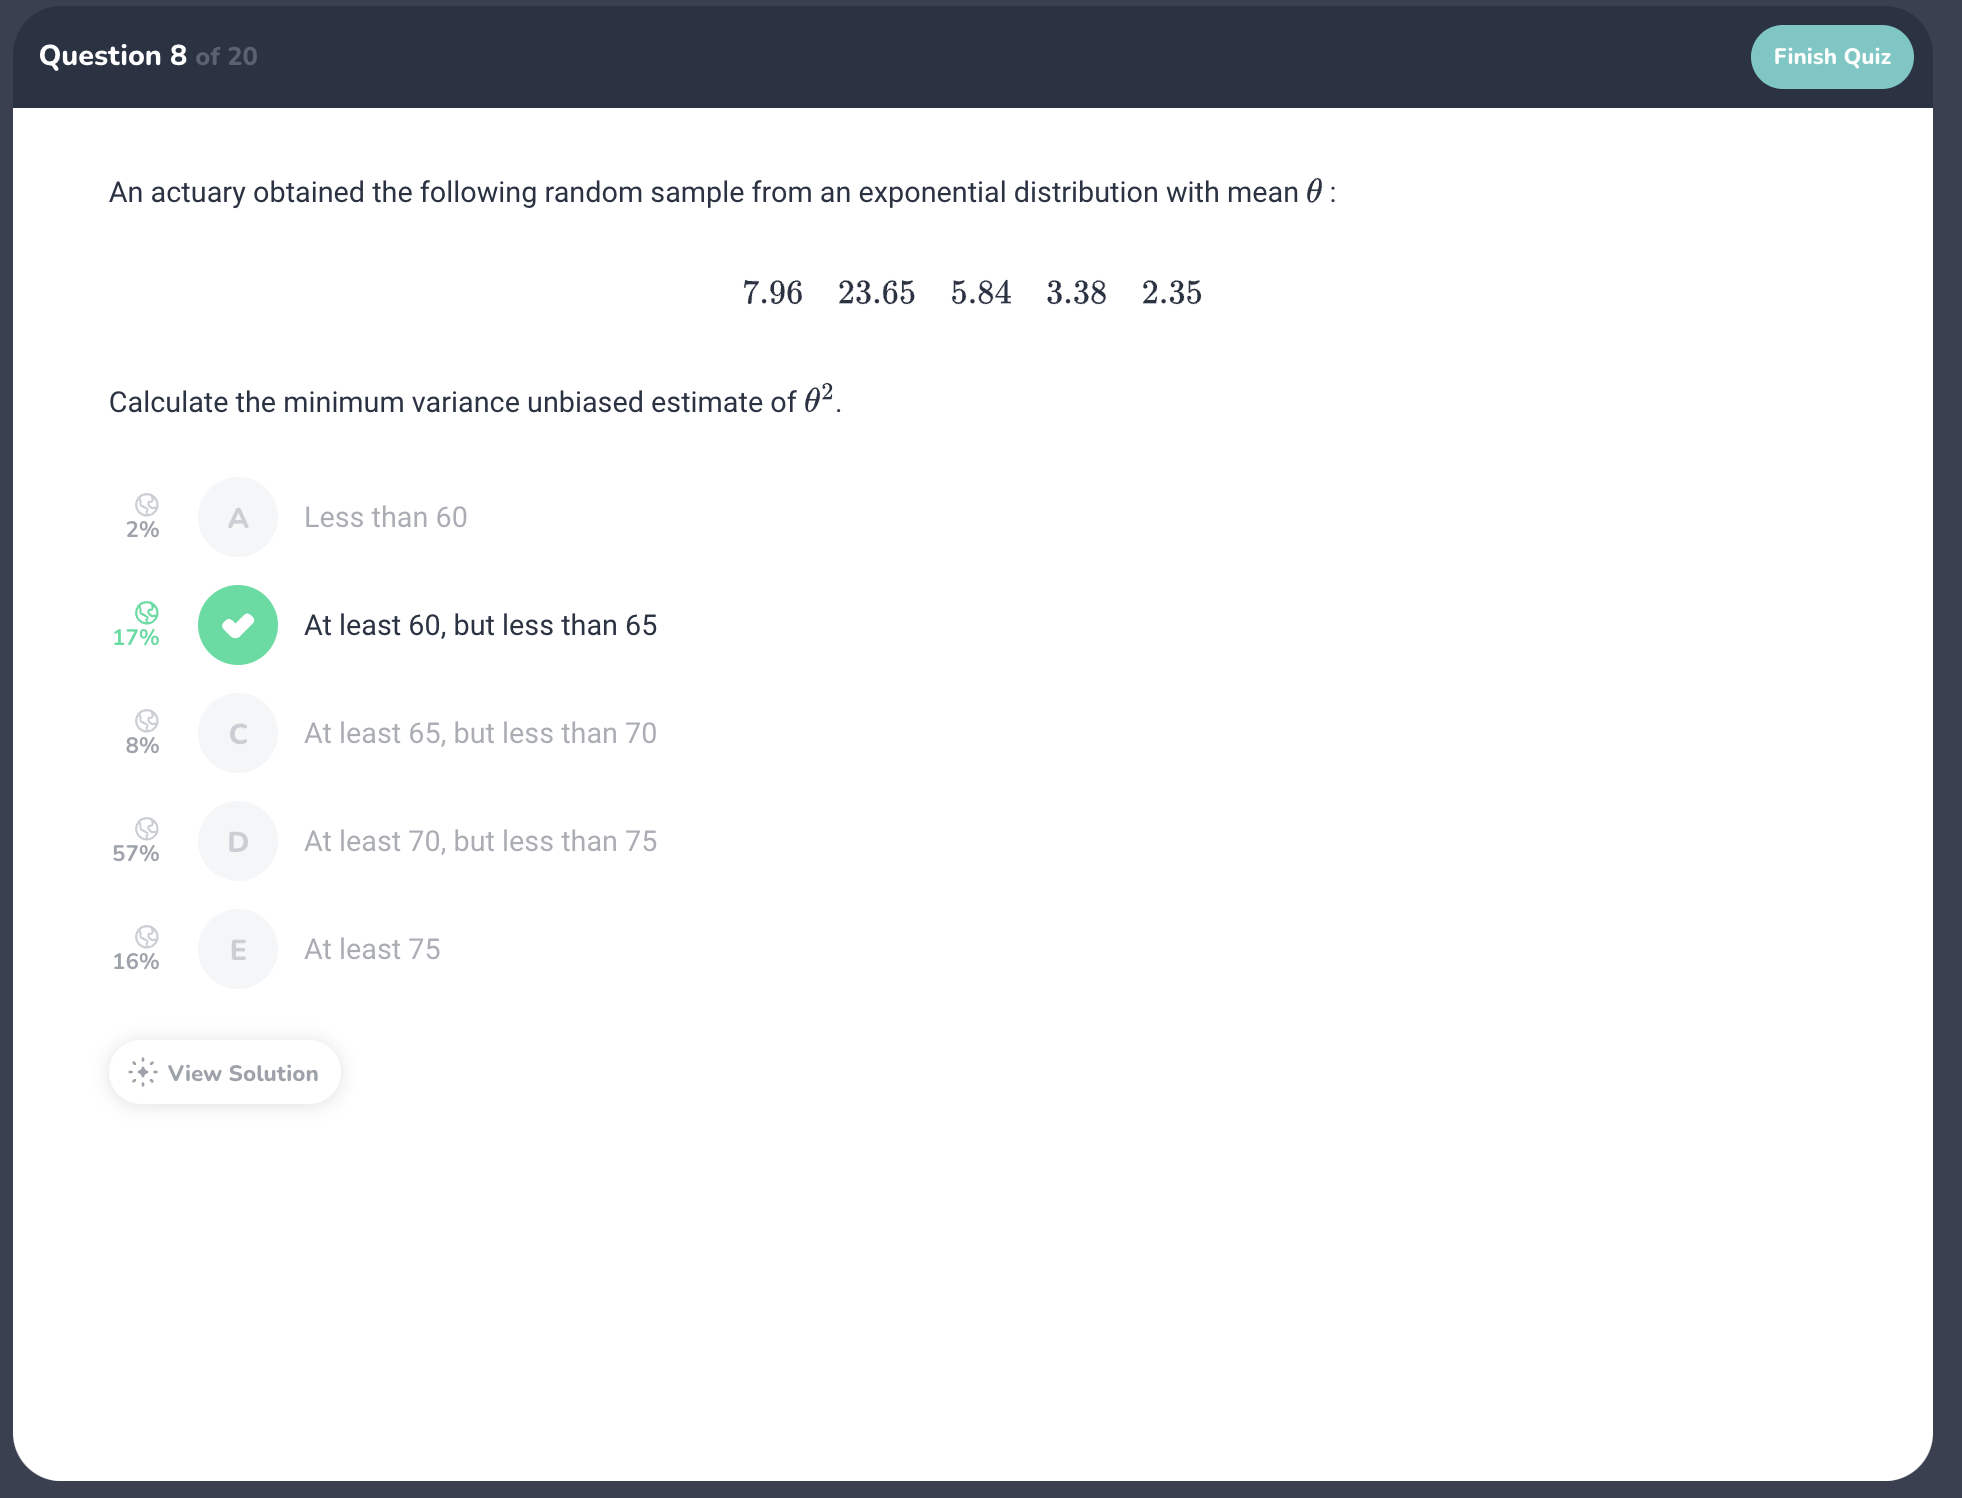 Question 8 of 20
Finish Quiz
An actuary obtained the following random sample from an exponential distribution with mean θ :
7.96 23.65 5.84 3.38 2.35
Calculate the minimum variance unbiased estimate of θ².
2% A Less than 60
17% At least 60, but less than 65
8% C At least 65, but less than 70
57% D At least 70, but less than 75
16% E At least 75
View Solution